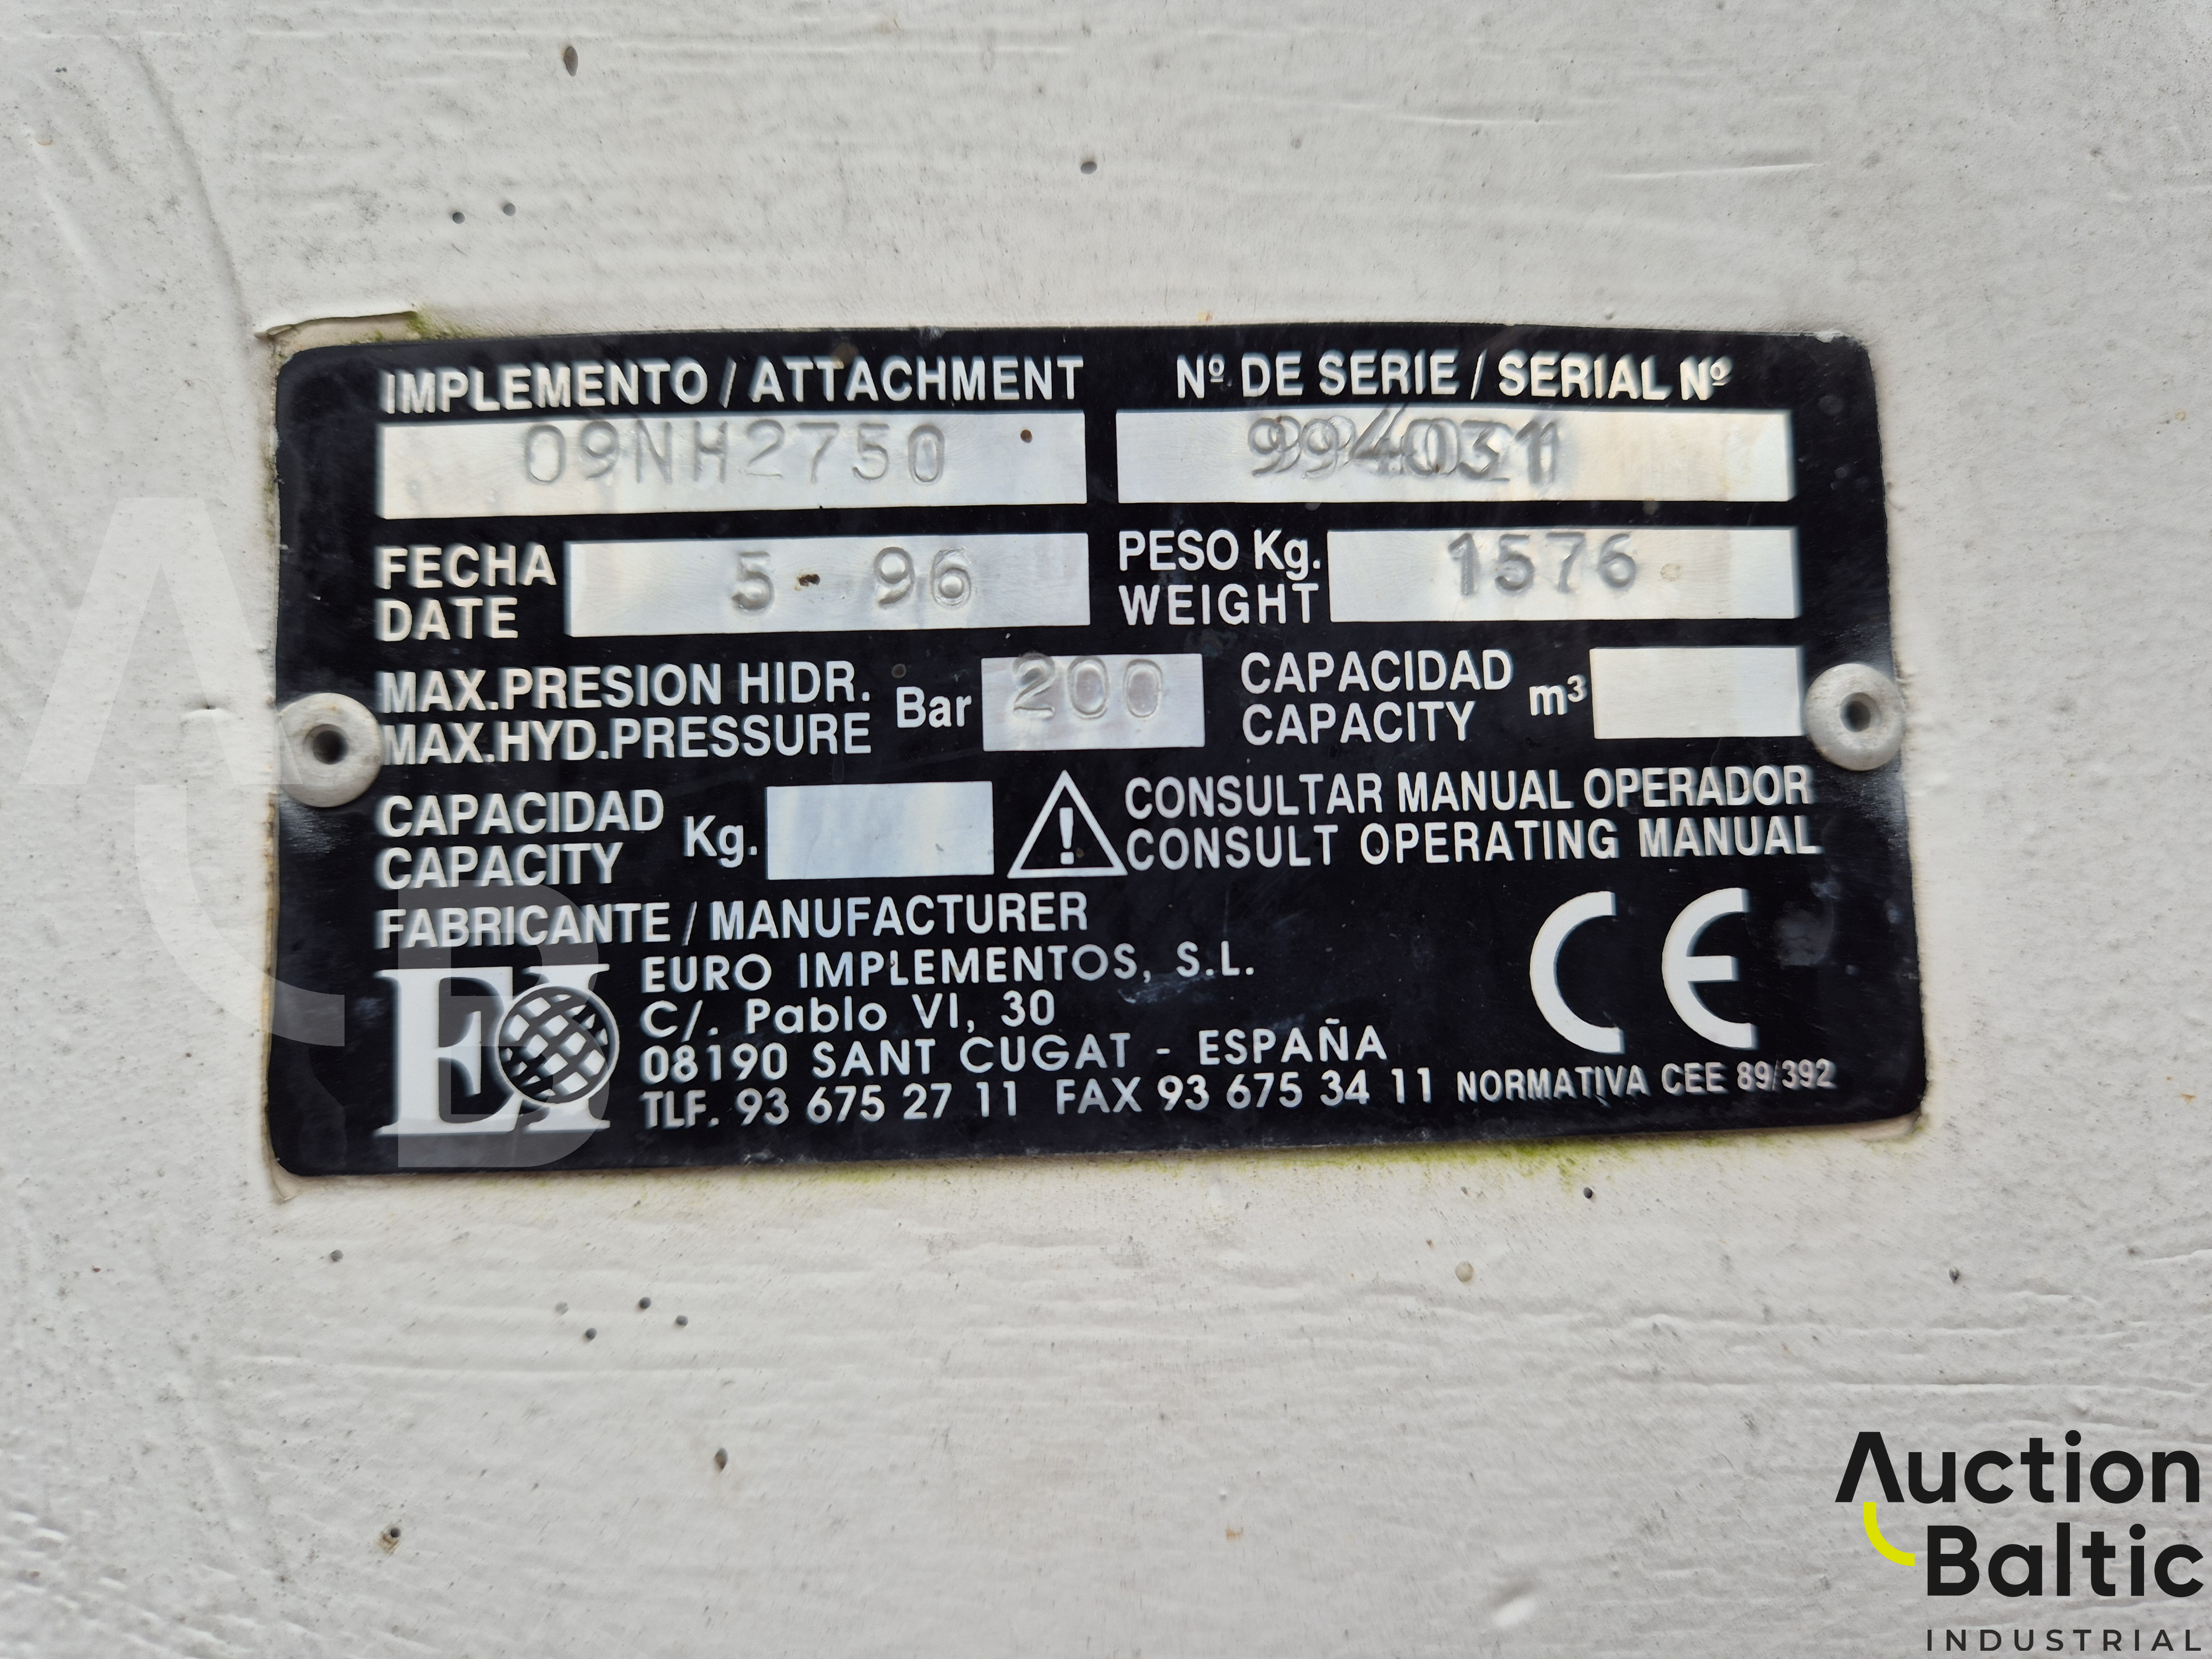 IMPLEMENTO / ATTACHMENT Nº DE SERIE / SERIAL Nº
09NH2750
FECHA
DATE
5 - 96
PESO Kg.
WEIGHT
1576
MAX.PRESION HIDR.
MAX.HYD.PRESSURE
Bar 200
CAPACIDAD
CAPACITY
m³
CAPACIDAD
CAPACITY
Kg.
CONSULTAR MANUAL OPERADOR
CONSULT OPERATING MANUAL
FABRICANTE / MANUFACTURER
EI
EURO IMPLEMENTOS, S.L.
C/. Pablo VI, 30
08190 SANT CUGAT - ESPAÑA
TLF. 93 675 27 11 FAX 93 675 34 11
CE
NORMATIVA CEE 89/392
AB
Auction
Baltic
INDUSTRIAL